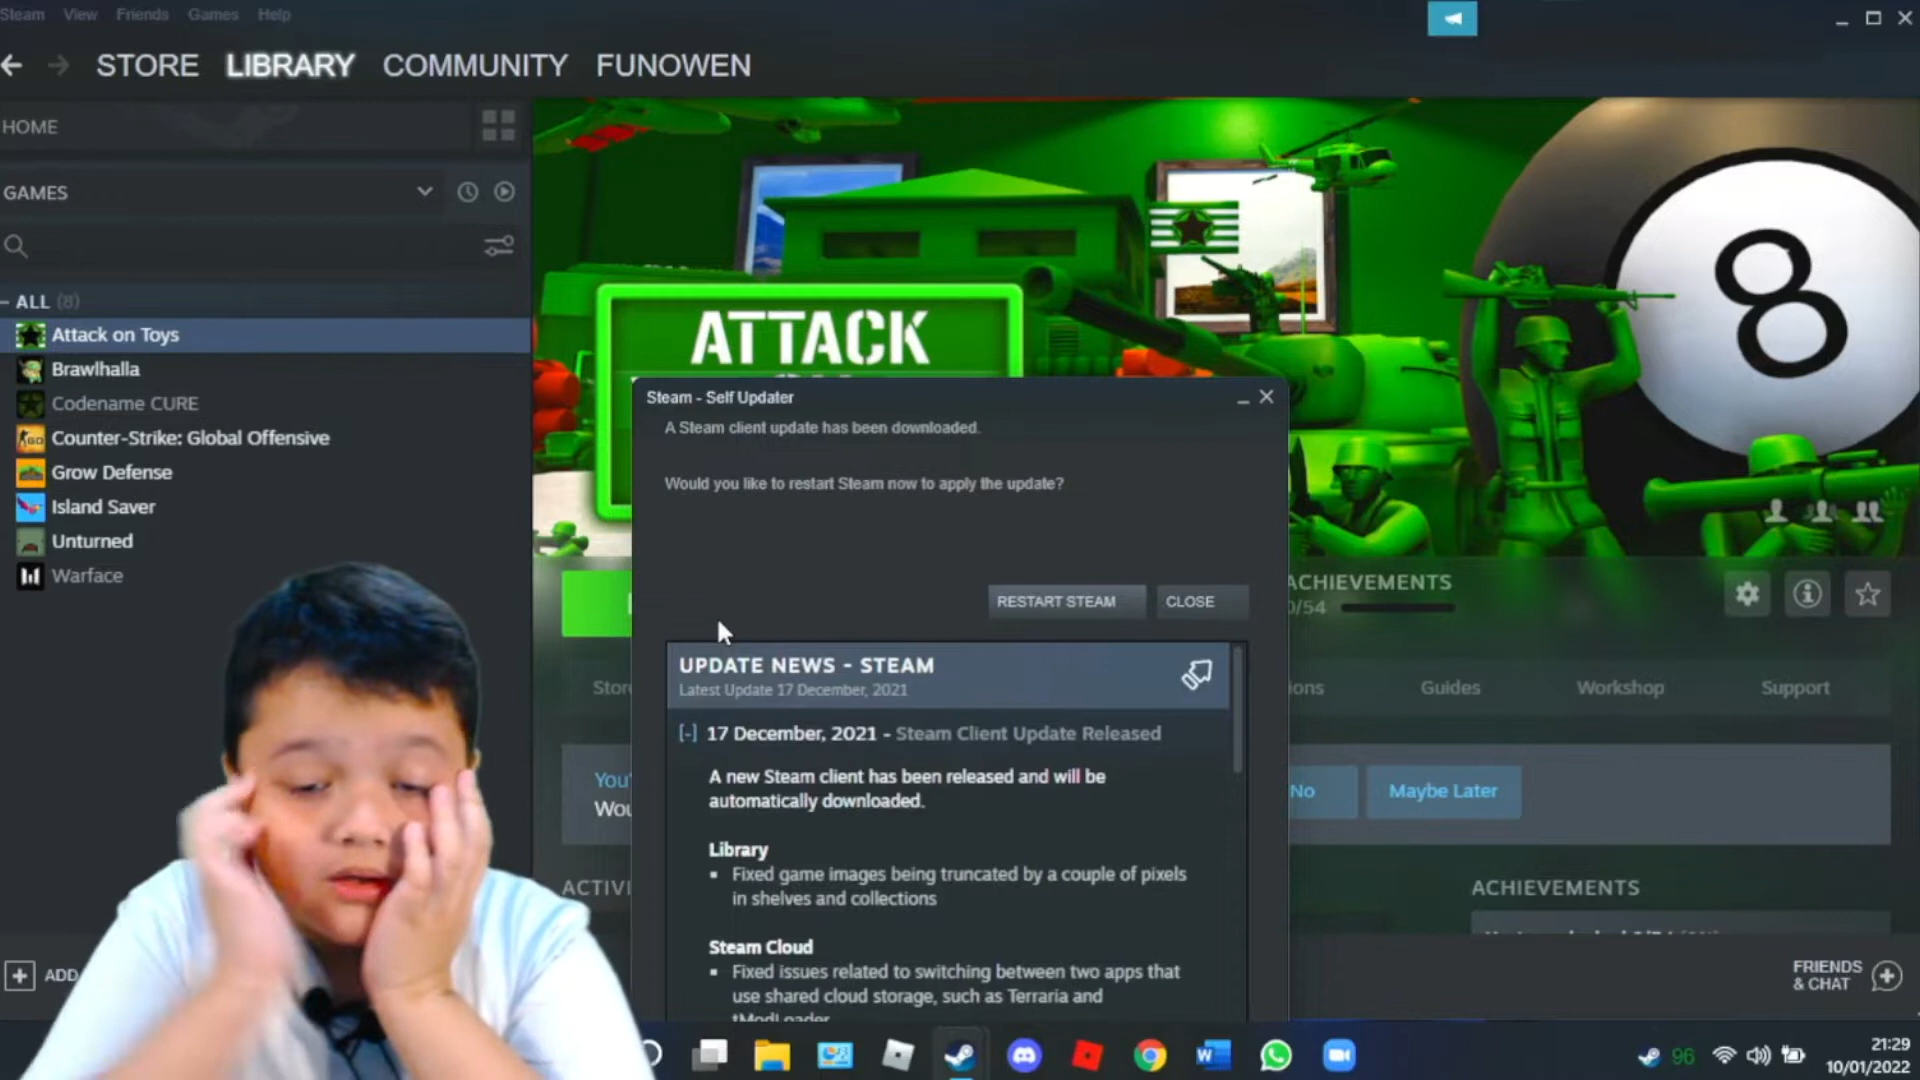 Steam View Friends Games Help
STORE LIBRARY COMMUNITY FUNOWEN
HOME
GAMES
- ALL (8)
Attack on Toys
Brawlhalla
Codename CURE
Counter-Strike: Global Offensive
Grow Defense
Island Saver
Unturned
Warface
ADD
ATTACK
8
Steam - Self Updater
A Steam client update has been downloaded.
Would you like to restart Steam now to apply the update?
RESTART STEAM CLOSE
UPDATE NEWS - STEAM
Latest Update 17 December, 2021
[-] 17 December, 2021 - Steam Client Update Released
A new Steam client has been released and will be
automatically downloaded.
Library
▪ Fixed game images being truncated by a couple of pixels
in shelves and collections
Steam Cloud
▪ Fixed issues related to switching between two apps that
use shared cloud storage, such as Terraria and
tModLoader
ACHIEVEMENTS
0/54
Guides Workshop Support
No Maybe Later
ACHIEVEMENTS
FRIENDS
& CHAT
96
21:29
10/01/2022